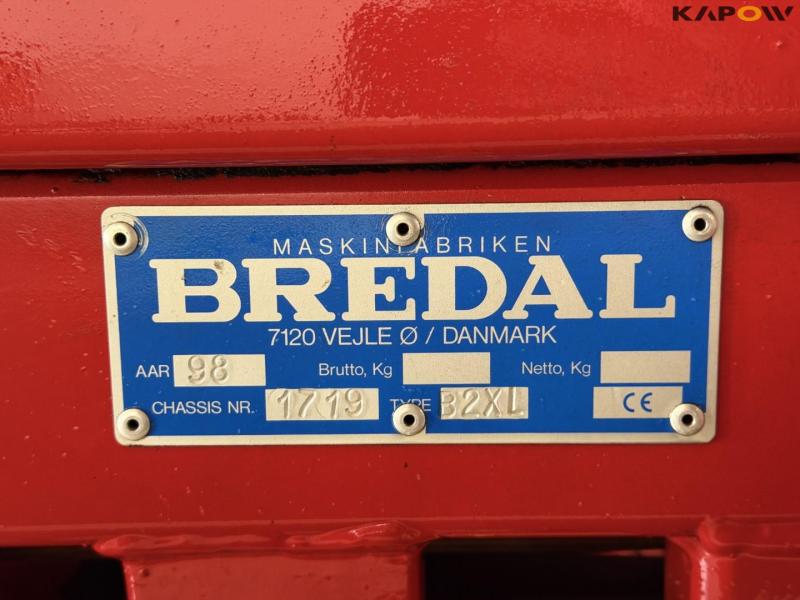 KAPOW
MASKINFABRIKEN
BREDAL
7120 VEJLE Ø / DANMARK
AAR 98 Brutto, Kg Netto, Kg
CHASSIS NR. 1719 TYPE B2XL CE